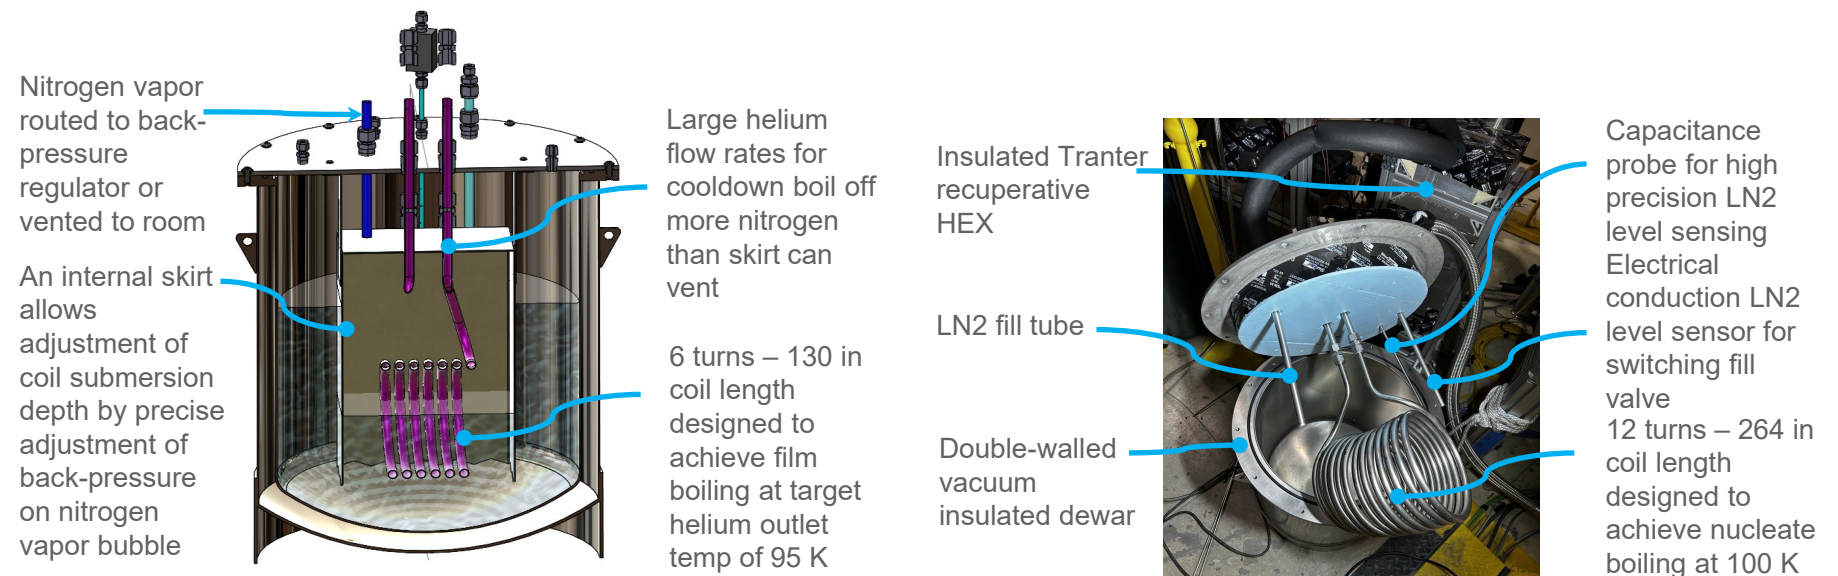 Nitrogen vapor
routed to back-
pressure
regulator or
vented to room
An internal skirt
allows
adjustment of
coil submersion
depth by precise
adjustment of
back-pressure
on nitrogen
vapor bubble
Large helium
flow rates for
cooldown boil off
more nitrogen
than skirt can
vent
6 turns – 130 in
coil length
designed to
achieve film
boiling at target
helium outlet
temp of 95 K
Insulated Tranter
recuperative
HEX
LN2 fill tube
Double-walled
vacuum
insulated dewar
Capacitance
probe for high
precision LN2
level sensing
Electrical
conduction LN2
level sensor for
switching fill
valve
12 turns – 264 in
coil length
designed to
achieve nucleate
boiling at 100 K